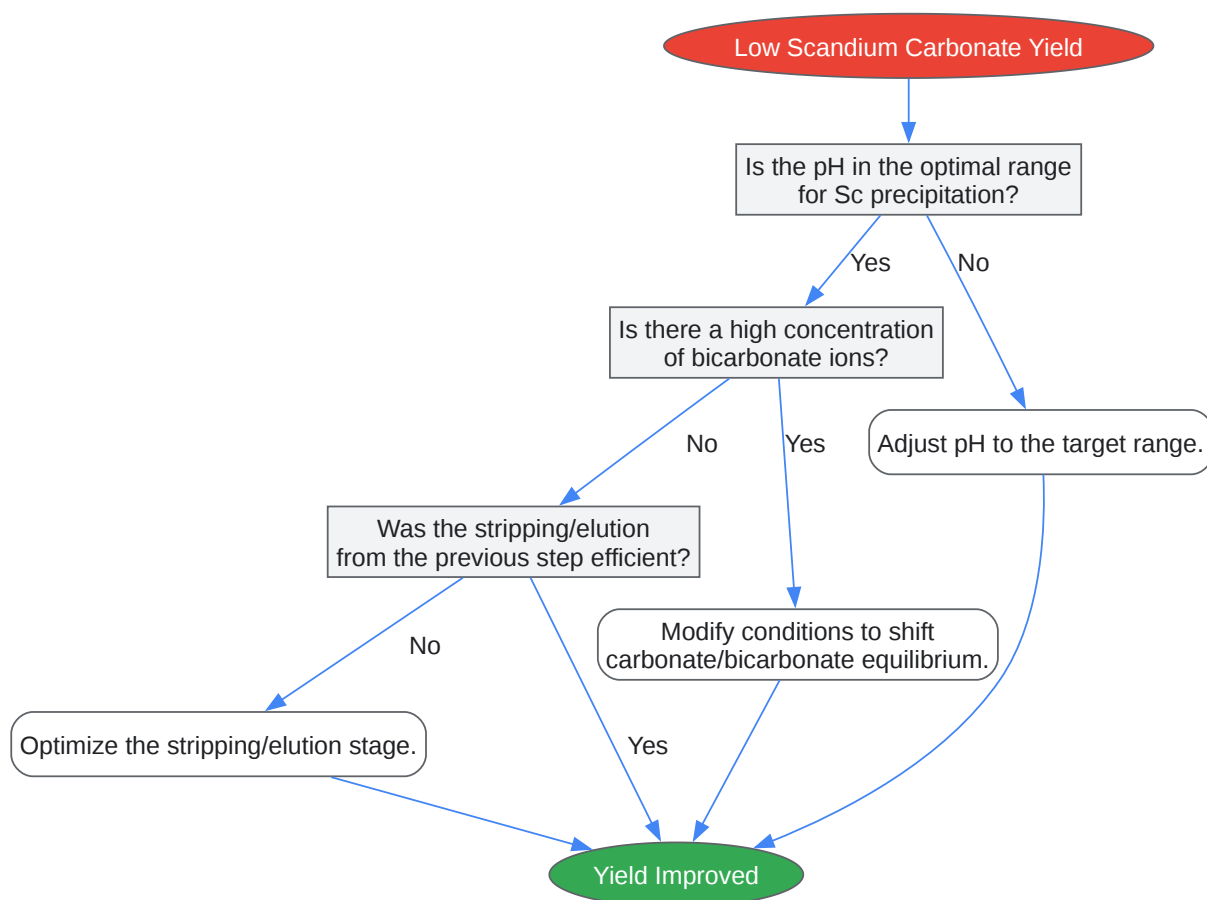 Low Scandium Carbonate Yield
Is the pH in the optimal range
for Sc precipitation?
Yes
No
Is there a high concentration
of bicarbonate ions?
No
Yes
Adjust pH to the target range.
Was the stripping/elution
from the previous step efficient?
Modify conditions to shift
carbonate/bicarbonate equilibrium.
No
Yes
Optimize the stripping/elution stage.
Yield Improved